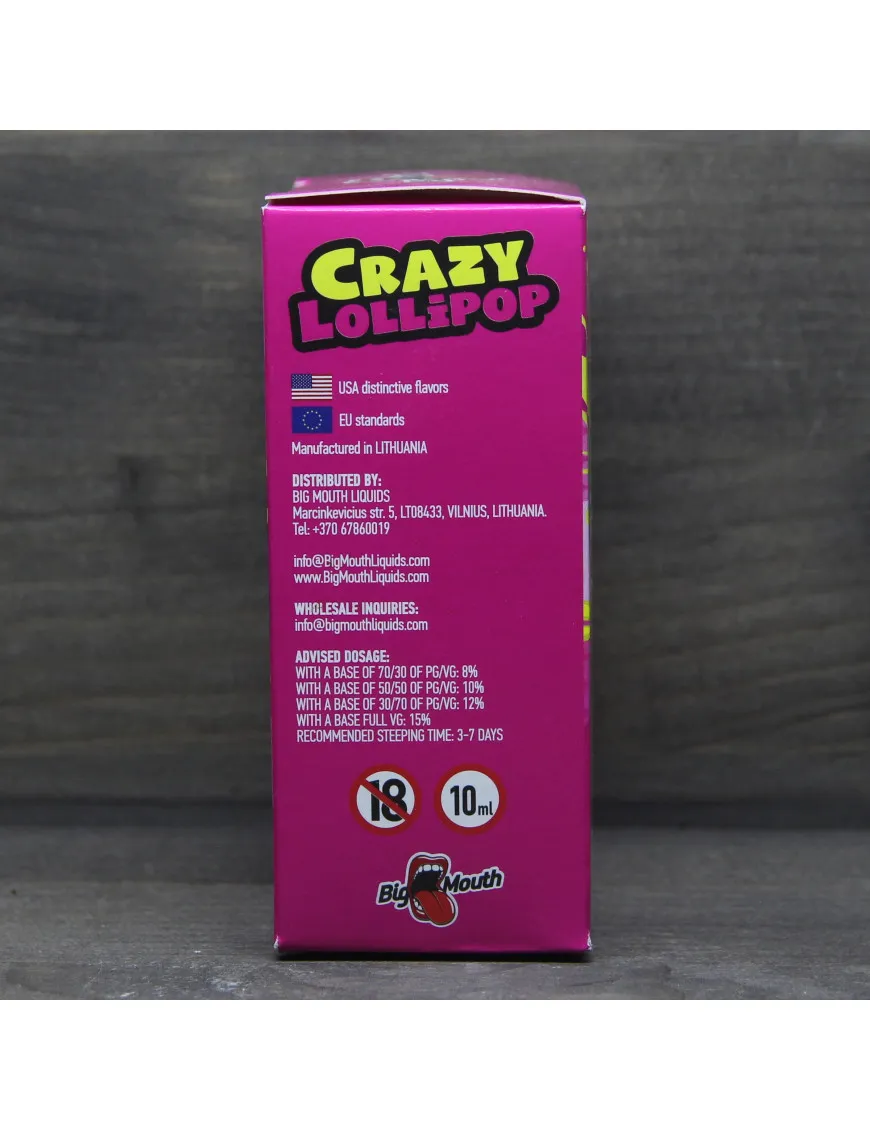 CRAZY
LOLLiPOP
USA distinctive flavors
EU standards
Manufactured in LITHUANIA
DISTRIBUTED BY:
BIG MOUTH LIQUIDS
Marcinkevicius str. 5, LT08433, VILNIUS, LITHUANIA.
Tel: +370 67860019
info@BigMouthLiquids.com
www.BigMouthLiquids.com
WHOLESALE INQUIRIES:
info@bigmouthliquids.com
ADVISED DOSAGE:
WITH A BASE OF 70/30 OF PG/VG: 8%
WITH A BASE OF 50/50 OF PG/VG: 10%
WITH A BASE OF 30/70 OF PG/VG: 12%
WITH A BASE FULL VG: 15%
RECOMMENDED STEEPING TIME: 3-7 DAYS
18
10 ml
Big Mouth